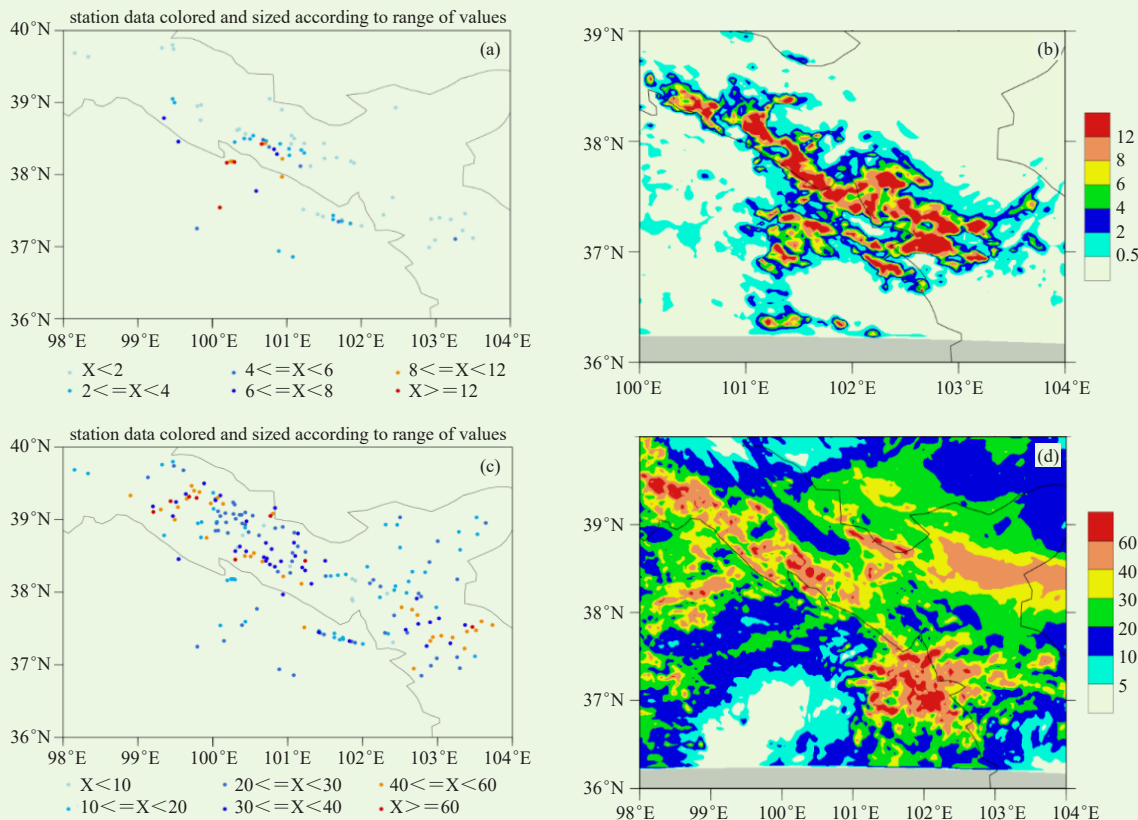 station data colored and sized according to range of values
40°N
39°N
38°N
37°N
36°N
(a)
98°E 99°E 100°E 101°E 102°E 103°E 104°E
X<2 4<=X<6 8<=X<12
2<=X<4 6<=X<8 X>=12
39°N
38°N
37°N
36°N
(b)
100°E 101°E 102°E 103°E 104°E
12
8
6
4
2
0.5
station data colored and sized according to range of values
40°N
39°N
38°N
37°N
36°N
(c)
98°E 99°E 100°E 101°E 102°E 103°E 104°E
X<10 20<=X<30 40<=X<60
10<=X<20 30<=X<40 X>=60
39°N
38°N
37°N
36°N
(d)
98°E 99°E 100°E 101°E 102°E 103°E 104°E
60
40
30
20
10
5